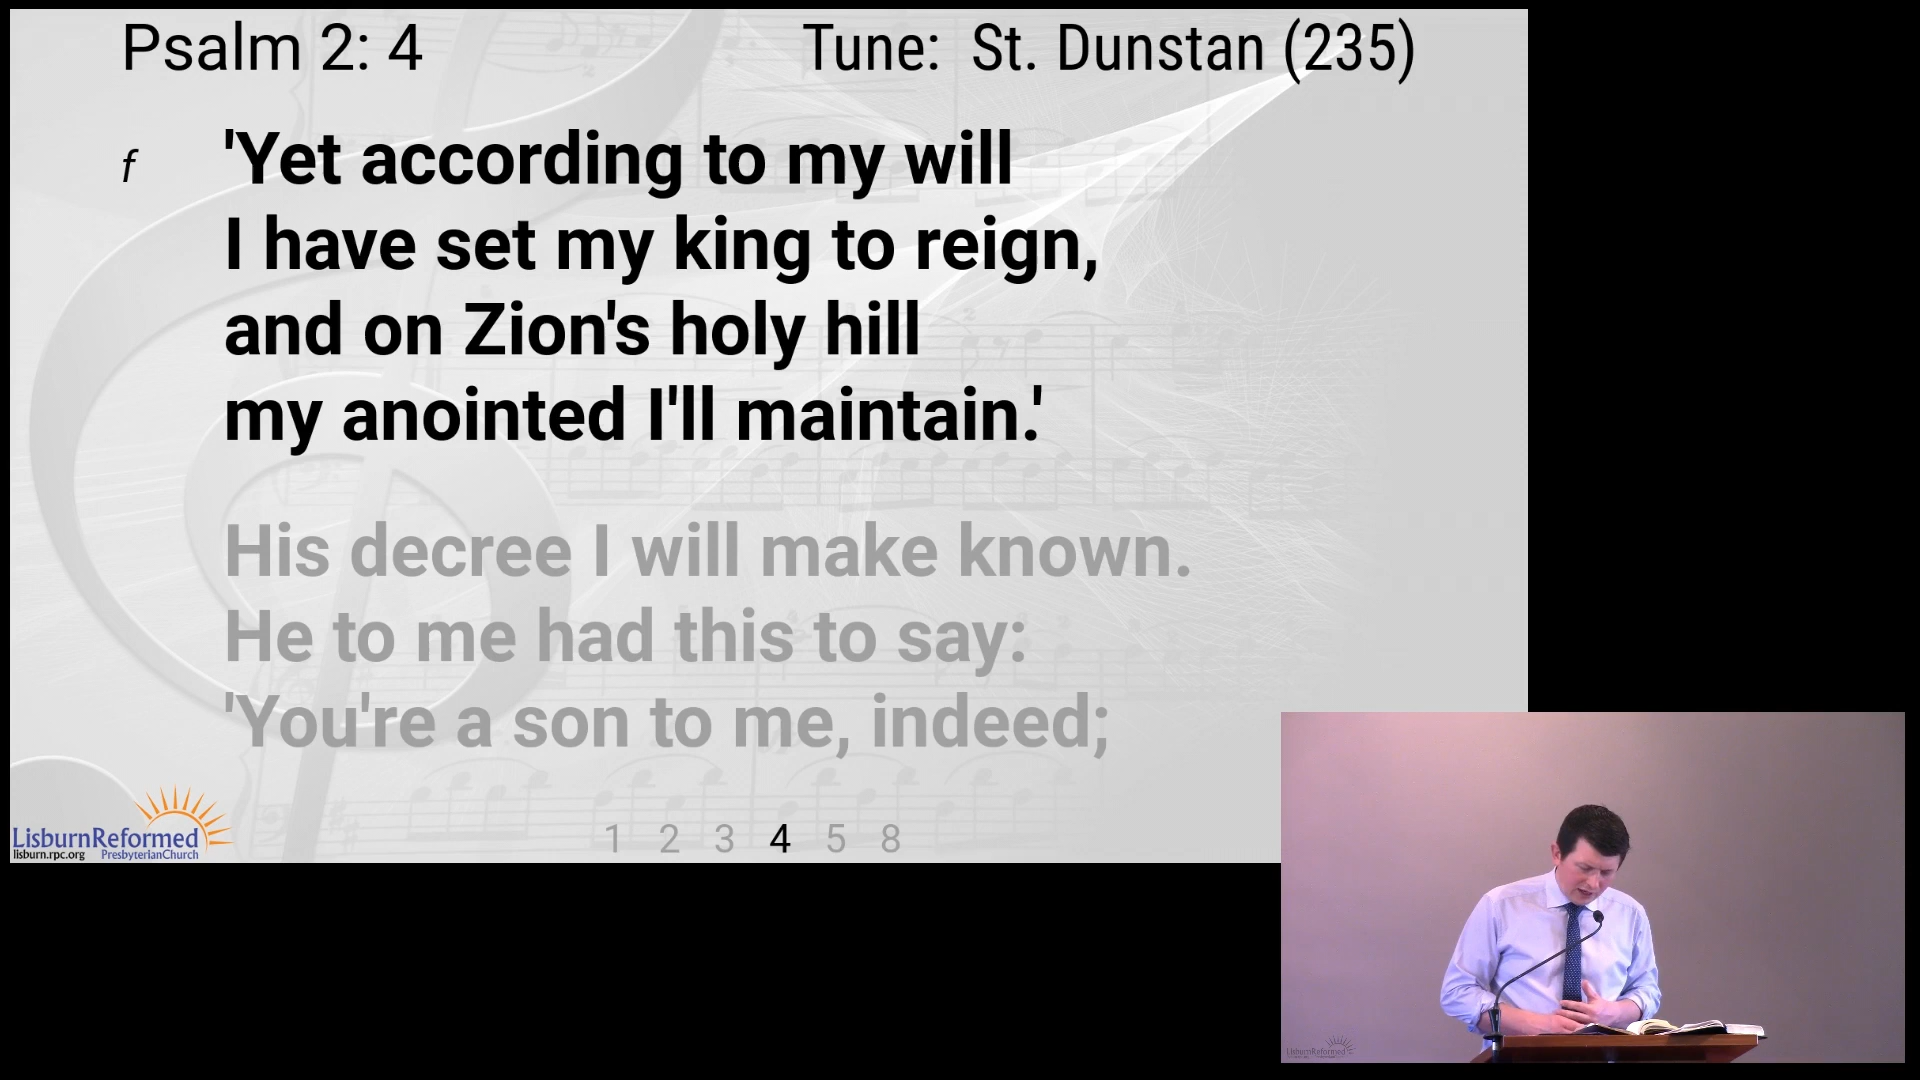 Psalm 2: 4
Tune: St. Dunstan (235)
f
'Yet according to my will
I have set my king to reign,
and on Zion's holy hill
my anointed I'll maintain.'
His decree I will make known.
He to me had this to say:
'You're a son to me, indeed;
1 2 3 4 5 8
LisburnReformed
lisburn.rpc.org PresbyterianChurch
LisburnReformed